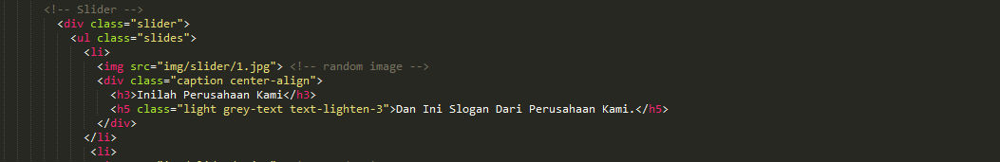 <!-- Slider -->
<div class="slider">
<ul class="slides">
<li>
<img src="img/slider/1.jpg"> <!-- random image -->
<div class="caption center-align">
<h3>Inilah Perusahaan Kami</h3>
<h5 class="light grey-text text-lighten-3">Dan Ini Slogan Dari Perusahaan Kami.</h5>
</div>
</li>
<li>